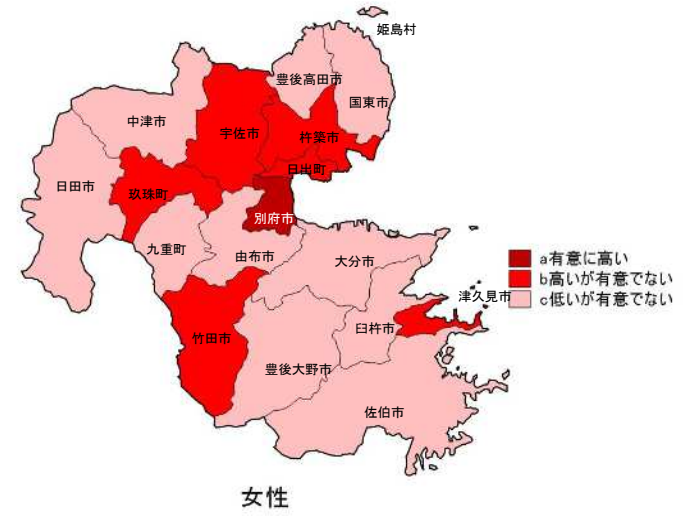 姫島村
豊後高田市
国東市
中津市
宇佐市
杵築市
日出町
日田市
玖珠町
別府市
九重町
由布市
大分市
a有意に高い
b高いが有意でない
c低いが有意でない
津久見市
臼杵市
竹田市
豊後大野市
佐伯市
女性